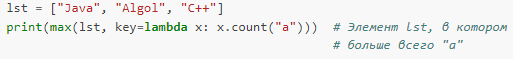 lst = ["Java", "Algol", "C++"]
print(max(lst, key=lambda x: x.count("a")))  # Элемент lst, в котором
                                             # больше всего "a"